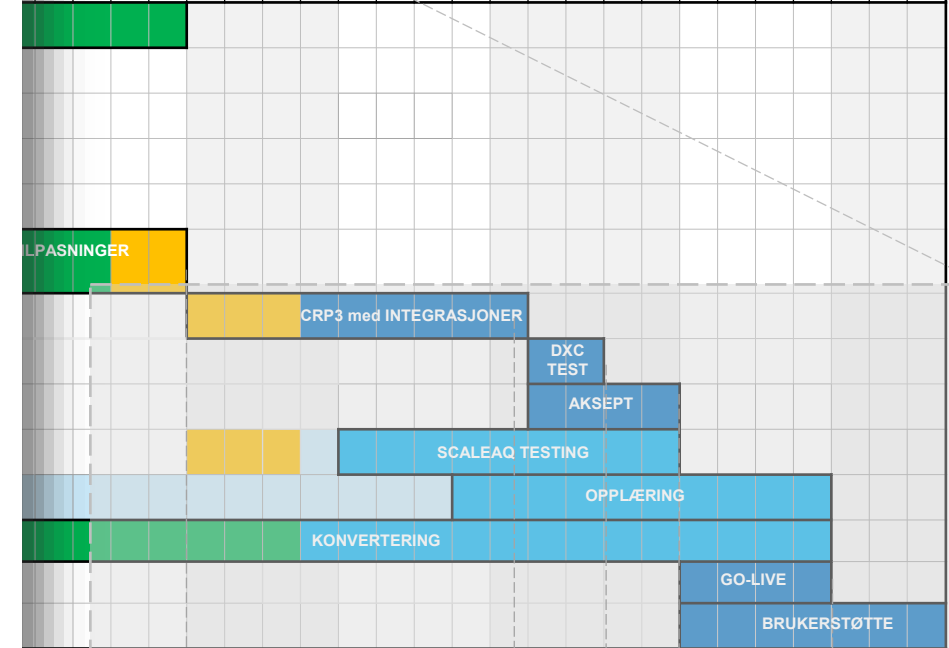 ILPASNINGER
CRP3 med INTEGRASJONER
DXC
TEST
AKSEPT
SCALEAQ TESTING
OPPLÆRING
KONVERTERING
GO-LIVE
BRUKERSTØTTE